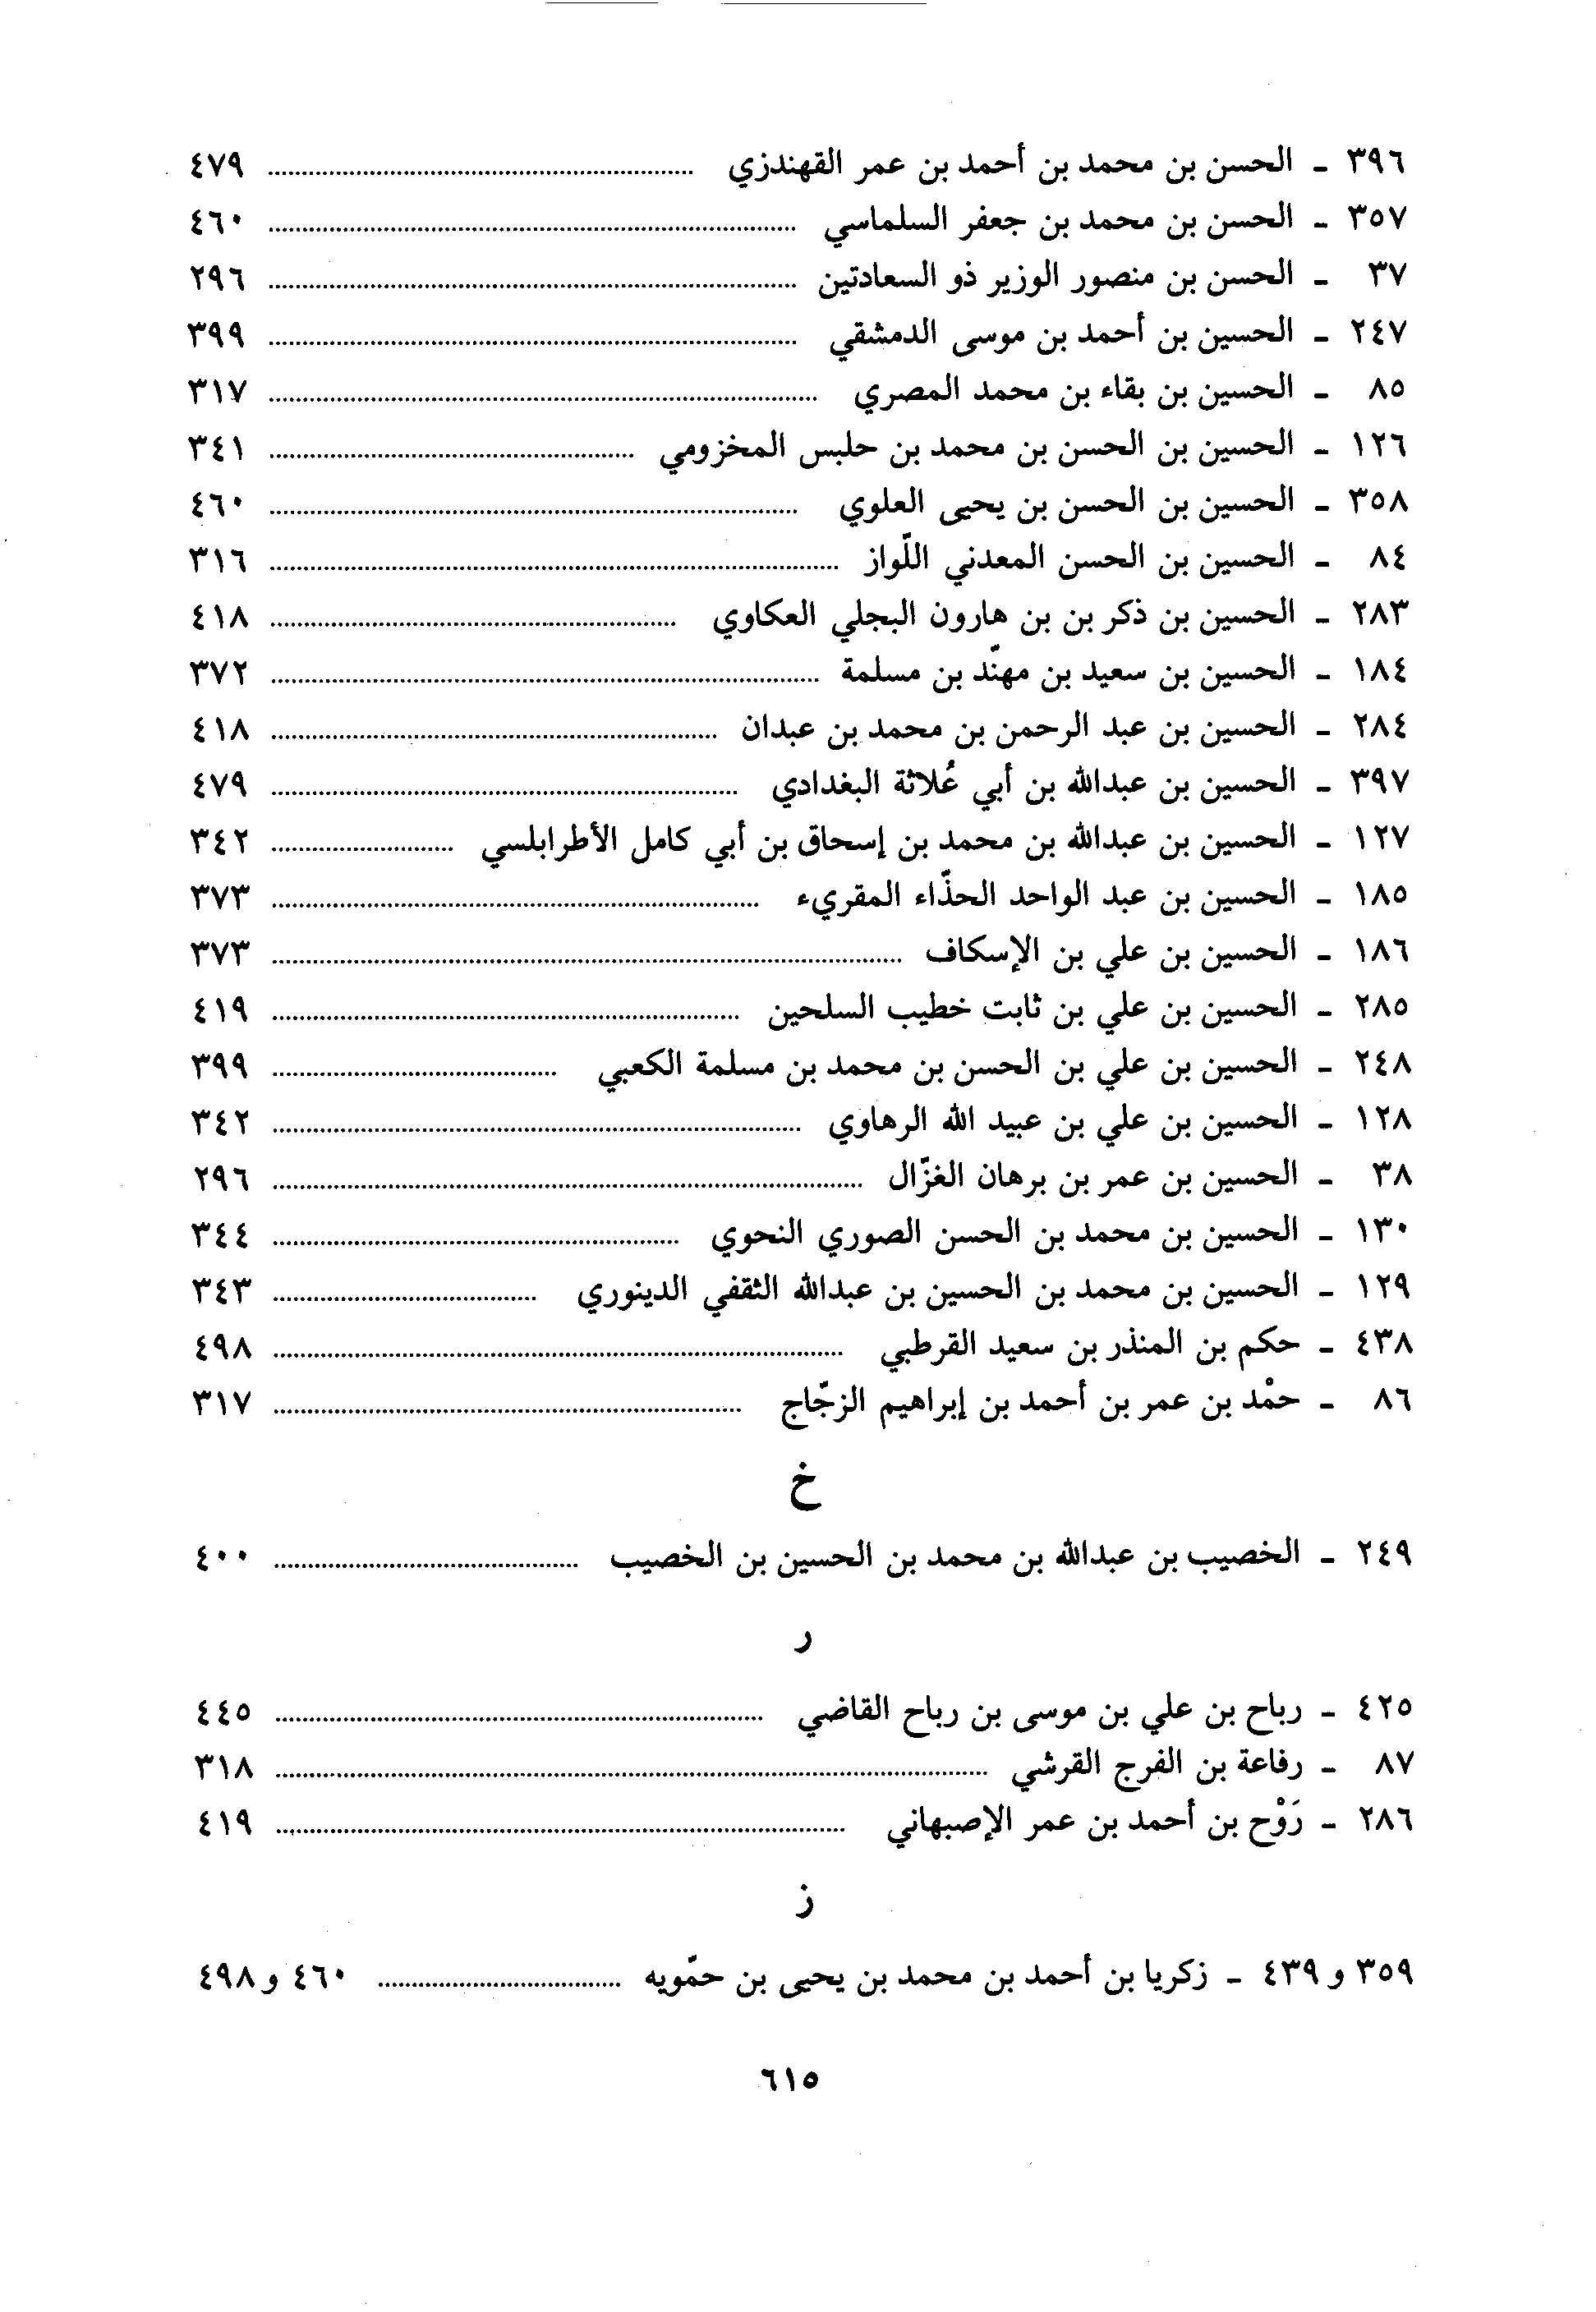 ٣٩٦ - الحسن بن محمد بن أحمد بن عمر القهندزي ........ ٤٧٩
٣٥٧ - الحسن بن محمد بن جعفر السلماسي ........ ٤٦٠
٣٧ - الحسن بن منصور الوزير ذو السعادتين ........ ٢٩٦
٢٤٧ - الحسين بن أحمد بن موسى الدمشقي ........ ٣٩٩
٨٥ - الحسين بن بقاء بن محمد المصري ........ ٣١٧
١٢٦ - الحسين بن الحسن بن محمد بن حلبس المخزومي ........ ٣٤١
٣٥٨ - الحسين بن الحسن بن يحيى العلوي ........ ٤٦٠
٨٤ - الحسين بن الحسن المعدني اللّواز ........ ٣١٦
٢٨٣ - الحسين بن ذكر بن بن هارون البجلي العكاوي ........ ٤١٨
١٨٤ - الحسين بن سعيد بن مهنّد بن مسلمة ........ ٣٧٢
٢٨٤ - الحسين بن عبد الرحمن بن محمد بن عبدان ........ ٤١٨
٣٩٧ - الحسين بن عبدالله بن أبي عُلاثة البغدادي ........ ٤٧٩
١٢٧ - الحسين بن عبدالله بن محمد بن إسحاق بن أبي كامل الأطرابلسي ........ ٣٤٢
١٨٥ - الحسين بن عبد الواحد الحذّاء المقريء ........ ٣٧٣
١٨٦ - الحسين بن علي بن الإسكاف ........ ٣٧٣
٢٨٥ - الحسين بن علي بن ثابت خطيب السلحين ........ ٤١٩
٢٤٨ - الحسين بن علي بن الحسن بن محمد بن مسلمة الكعبي ........ ٣٩٩
١٢٨ - الحسين بن علي بن عبيد الله الرهاوي ........ ٣٤٢
٣٨ - الحسين بن عمر بن برهان الغزّال ........ ٢٩٦
١٣٠ - الحسين بن محمد بن الحسن الصوري النحوي ........ ٣٤٤
١٢٩ - الحسين بن محمد بن الحسين بن عبدالله الثقفي الدينوري ........ ٣٤٣
٤٣٨ - حكم بن المنذر بن سعيد القرطبي ........ ٤٩٨
٨٦ - حمْد بن عمر بن أحمد بن إبراهيم الزجّاج ........ ٣١٧
خ
٢٤٩ - الخصيب بن عبدالله بن محمد بن الحسين بن الخصيب ........ ٤٠٠
ر
٤٢٥ - رباح بن علي بن موسى بن رباح القاضي ........ ٤٤٥
٨٧ - رفاعة بن الفرج القرشي ........ ٣١٨
٢٨٦ - رَوْح بن أحمد بن عمر الإصبهاني ........ ٤١٩
ز
٣٥٩ و ٤٣٩ - زكريا بن أحمد بن محمد بن يحيى بن حمّويه ........ ٤٦٠ و ٤٩٨
٦١٥